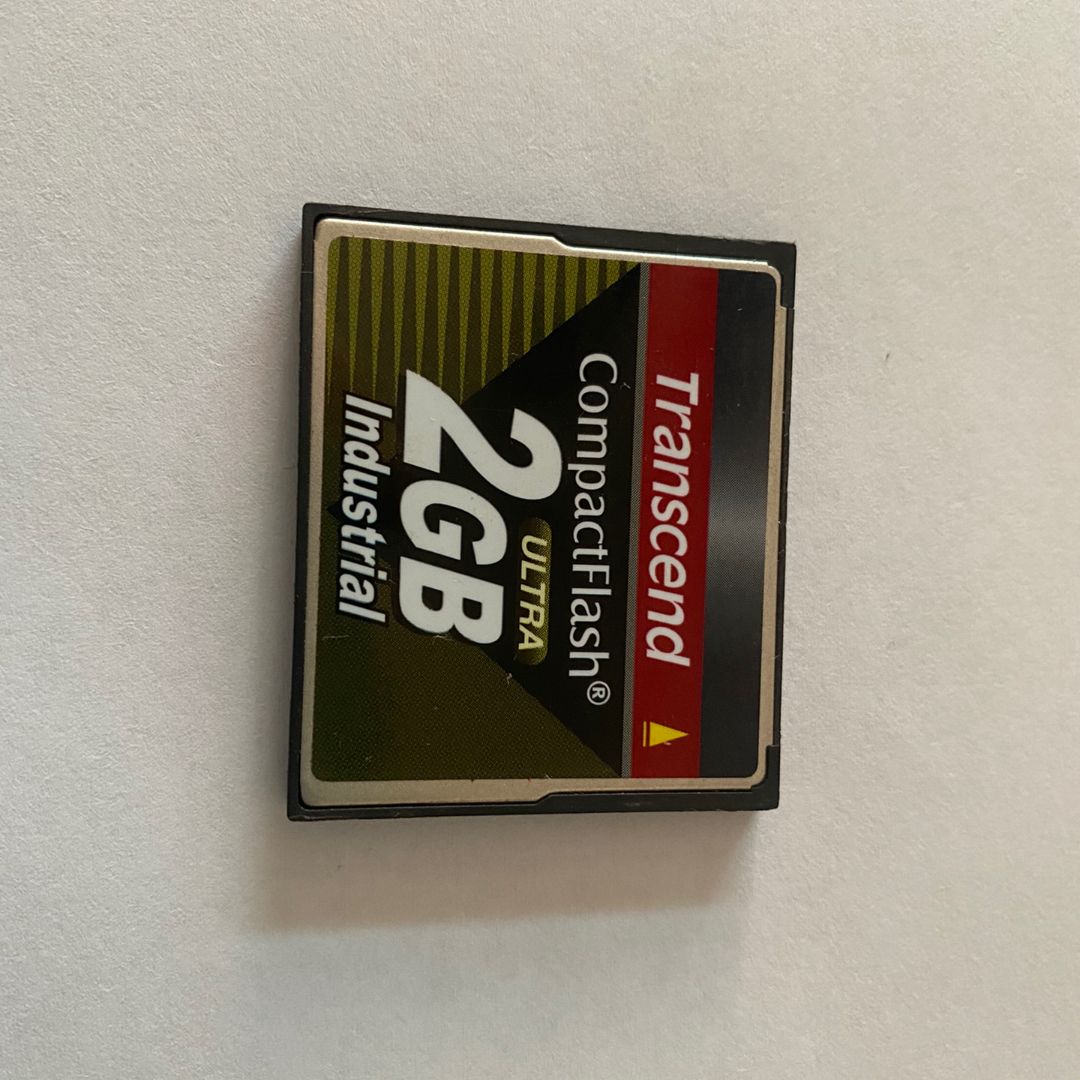 Transcend
CompactFlash®
ULTRA
2GB
Industrial